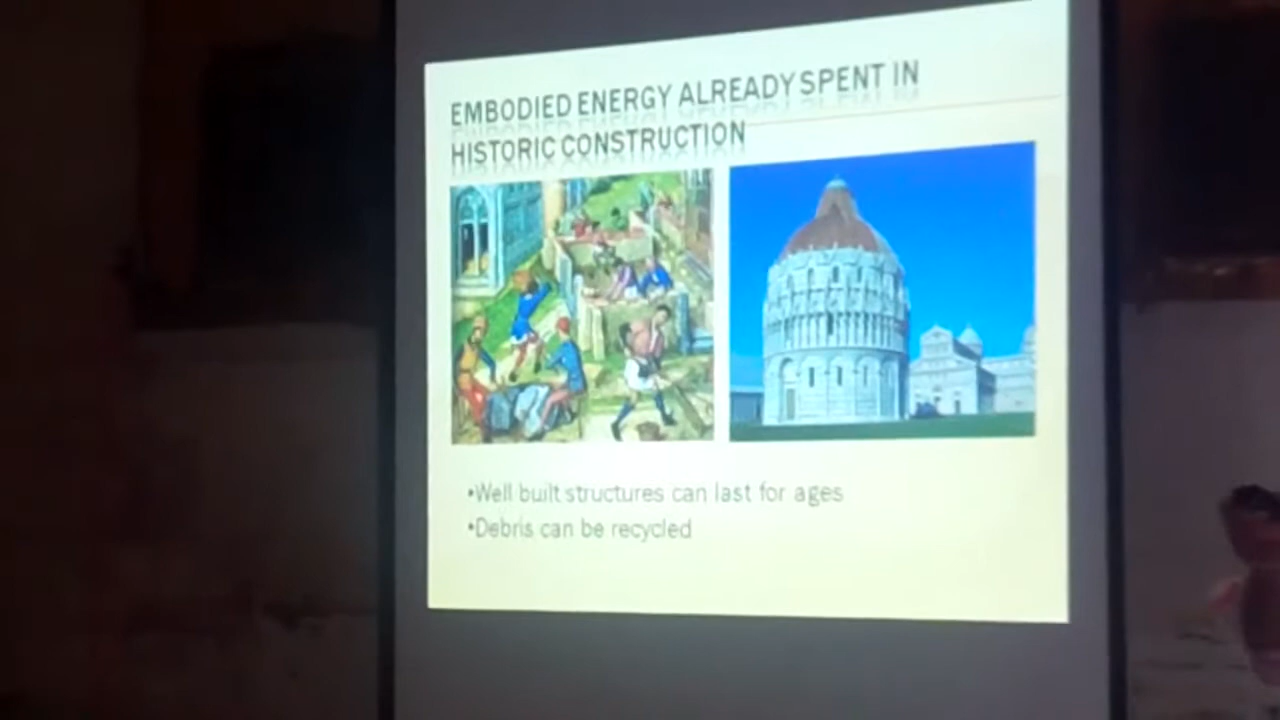 EMBODIED ENERGY ALREADY SPENT IN
HISTORIC CONSTRUCTION
•Well built structures can last for ages
•Debris can be recycled